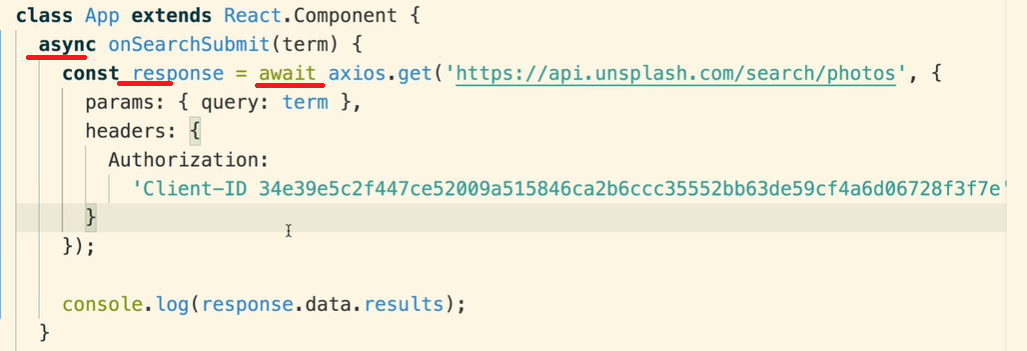 class App extends React.Component {
async onSearchSubmit(term) {
const response = await axios.get('https://api.unsplash.com/search/photos', {
params: { query: term },
headers: {
Authorization:
'Client-ID 34e39e5c2f447ce52009a515846ca2b6ccc35552bb63de59cf4a6d06728f3f7e'
}
});
console.log(response.data.results);
}